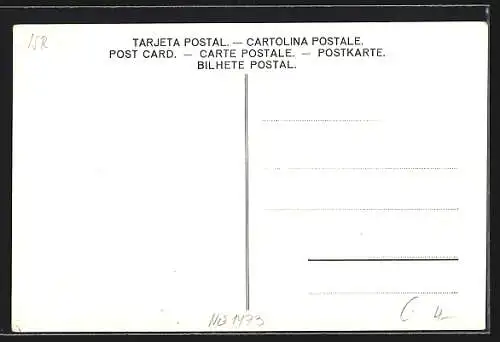 TARJETA POSTAL. — CARTOLINA POSTALE.
POST CARD. — CARTE POSTALE. — POSTKARTE.
BILHETE POSTAL.